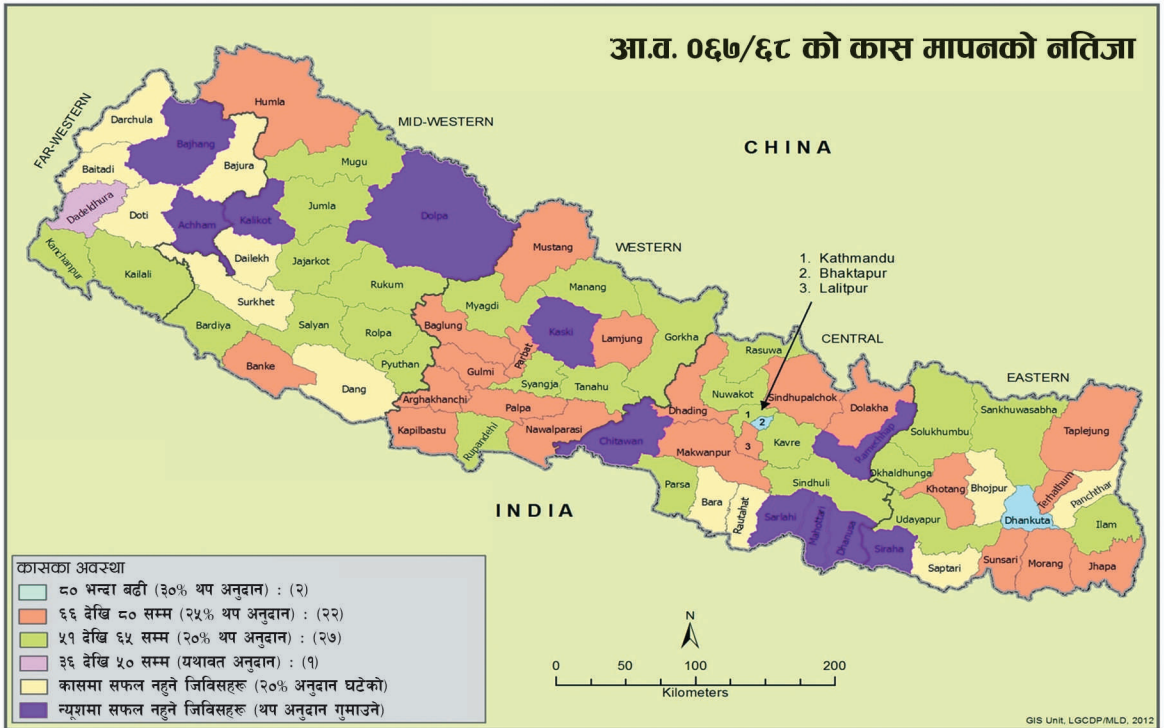 आ.व. ०६७/६८ को कास मापनको नतिजा
FAR-WESTERN
MID-WESTERN
WESTERN
CENTRAL
EASTERN
CHINA
INDIA
1. Kathmandu
2. Bhaktapur
3. Lalitpur
Humla
Darchula
Bajhang
Bajura
Baitadi
Mugu
Dadeldhura
Doti
Achham
Kalikot
Jumla
Dolpa
Kanchanpur
Kailali
Dailekh
Jajarkot
Mustang
Surkhet
Rukum
Manang
Bardiya
Salyan
Rolpa
Myagdi
Baglung
Kaski
Lamjung
Gorkha
Parbat
Banke
Pyuthan
Dang
Gulmi
Syangja
Tanahu
Arghakhanchi
Palpa
Kapilbastu
Rupandehi
Nawalparasi
Chitawan
Rasuwa
Nuwakot
Sindhupalchok
Dhading
1
2
3
Dolakha
Ramechhap
Kavre
Makwanpur
Sindhuli
Parsa
Bara
Rautahat
Sarlahi
Mahottari
Dhanusa
Siraha
Sankhuwasabha
Taplejung
Solukhumbu
Okhaldhunga
Khotang
Bhojpur
Terhathum
Panchthar
Dhankuta
Udayapur
Ilam
Saptari
Sunsari
Morang
Jhapa
कासका अवस्था
८० भन्दा बढी (३०% थप अनुदान) : (२)
६६ देखि ८० सम्म (२५% थप अनुदान) : (२२)
५१ देखि ६५ सम्म (२०% थप अनुदान) : (२७)
३६ देखि ५० सम्म (यथावत अनुदान) : (१)
कासमा सफल नहुने जिविसहरू (२०% अनुदान घटेको)
न्यूशमा सफल नहुने जिविसहरू (थप अनुदान गुमाउने)
N
0 50 100 200
Kilometers
GIS Unit, LGCDP/MLD, 2012